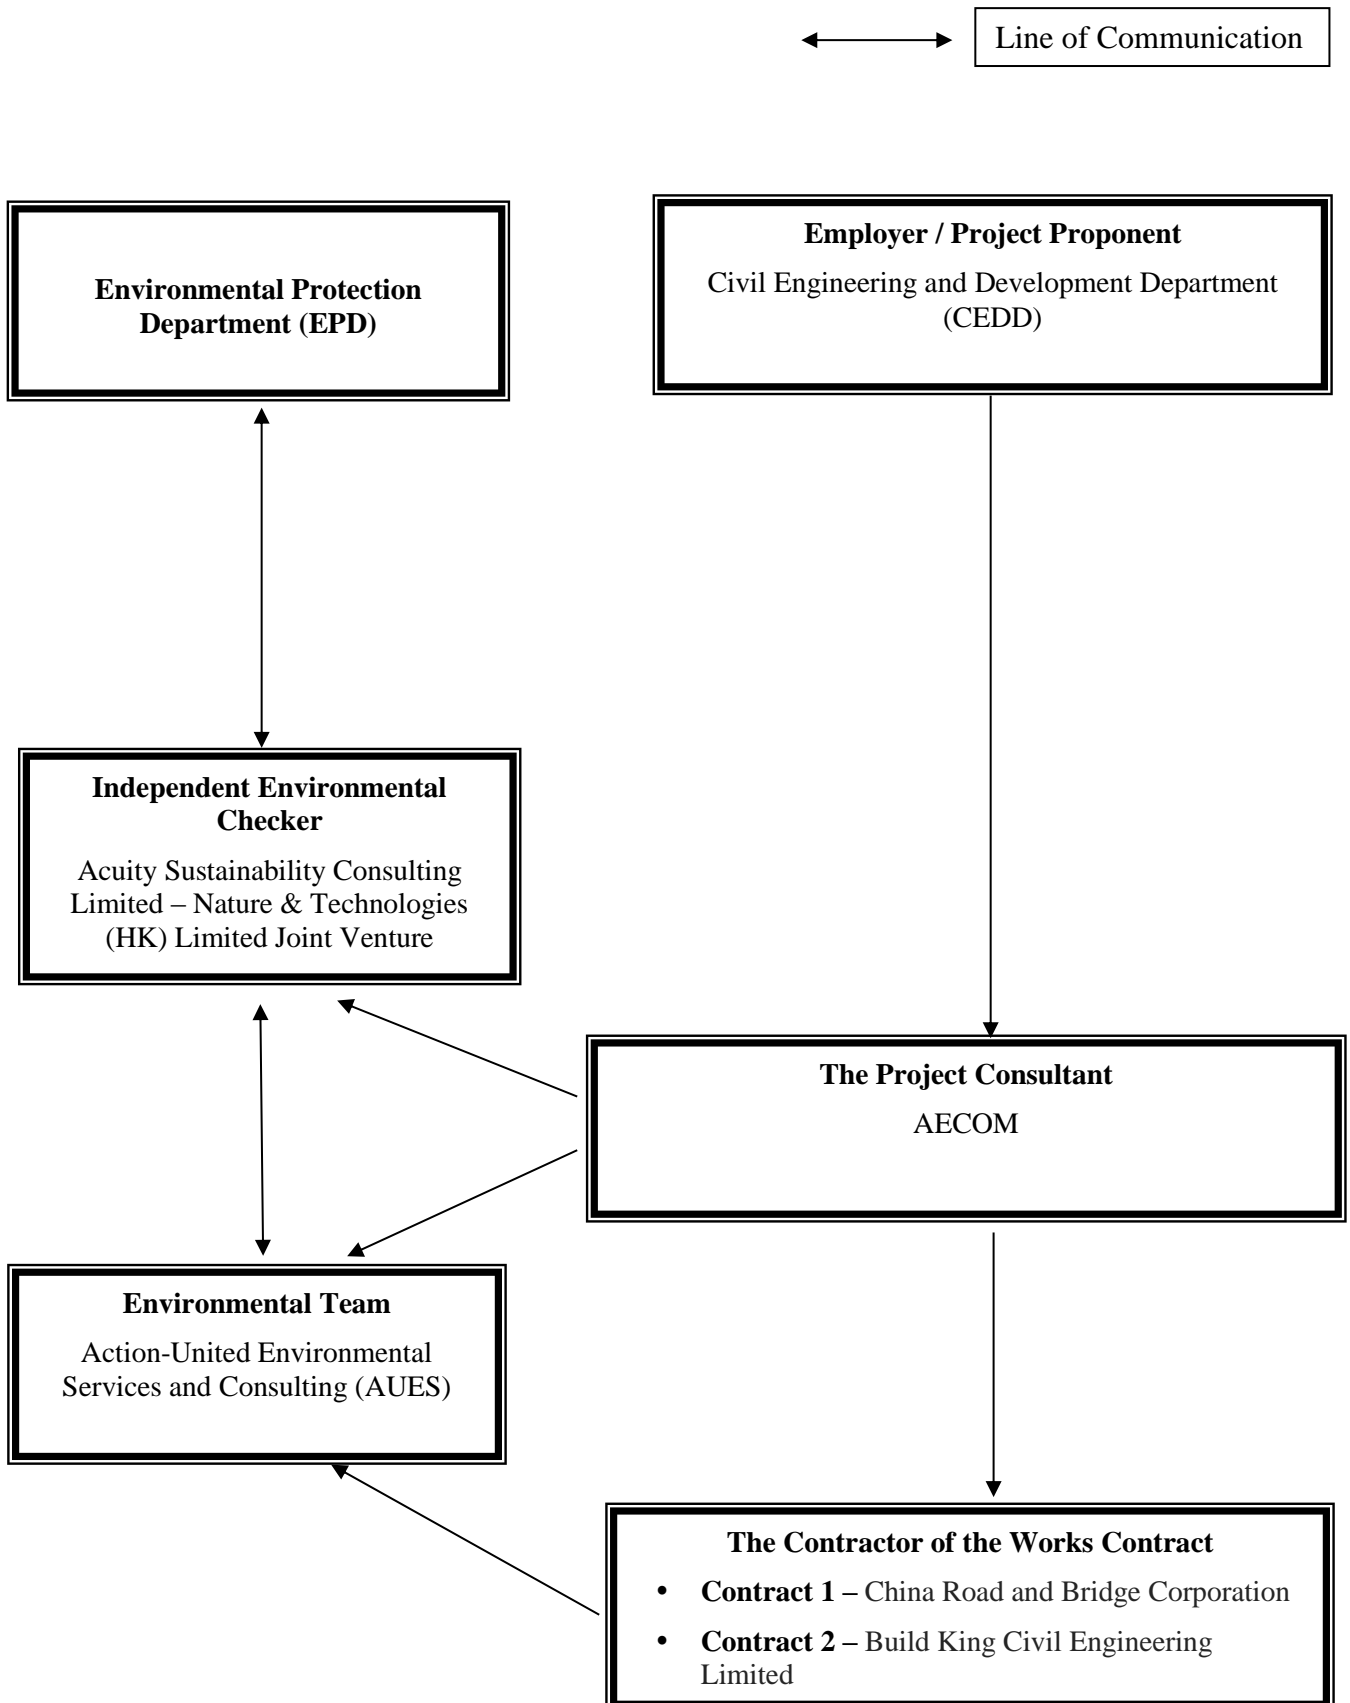 Line of Communication
Environmental Protection
Department (EPD)
Employer / Project Proponent
Civil Engineering and Development Department
(CEDD)
Independent Environmental
Checker
Acuity Sustainability Consulting
Limited – Nature & Technologies
(HK) Limited Joint Venture
The Project Consultant
AECOM
Environmental Team
Action-United Environmental
Services and Consulting (AUES)
The Contractor of the Works Contract
• Contract 1 – China Road and Bridge Corporation
• Contract 2 – Build King Civil Engineering
Limited